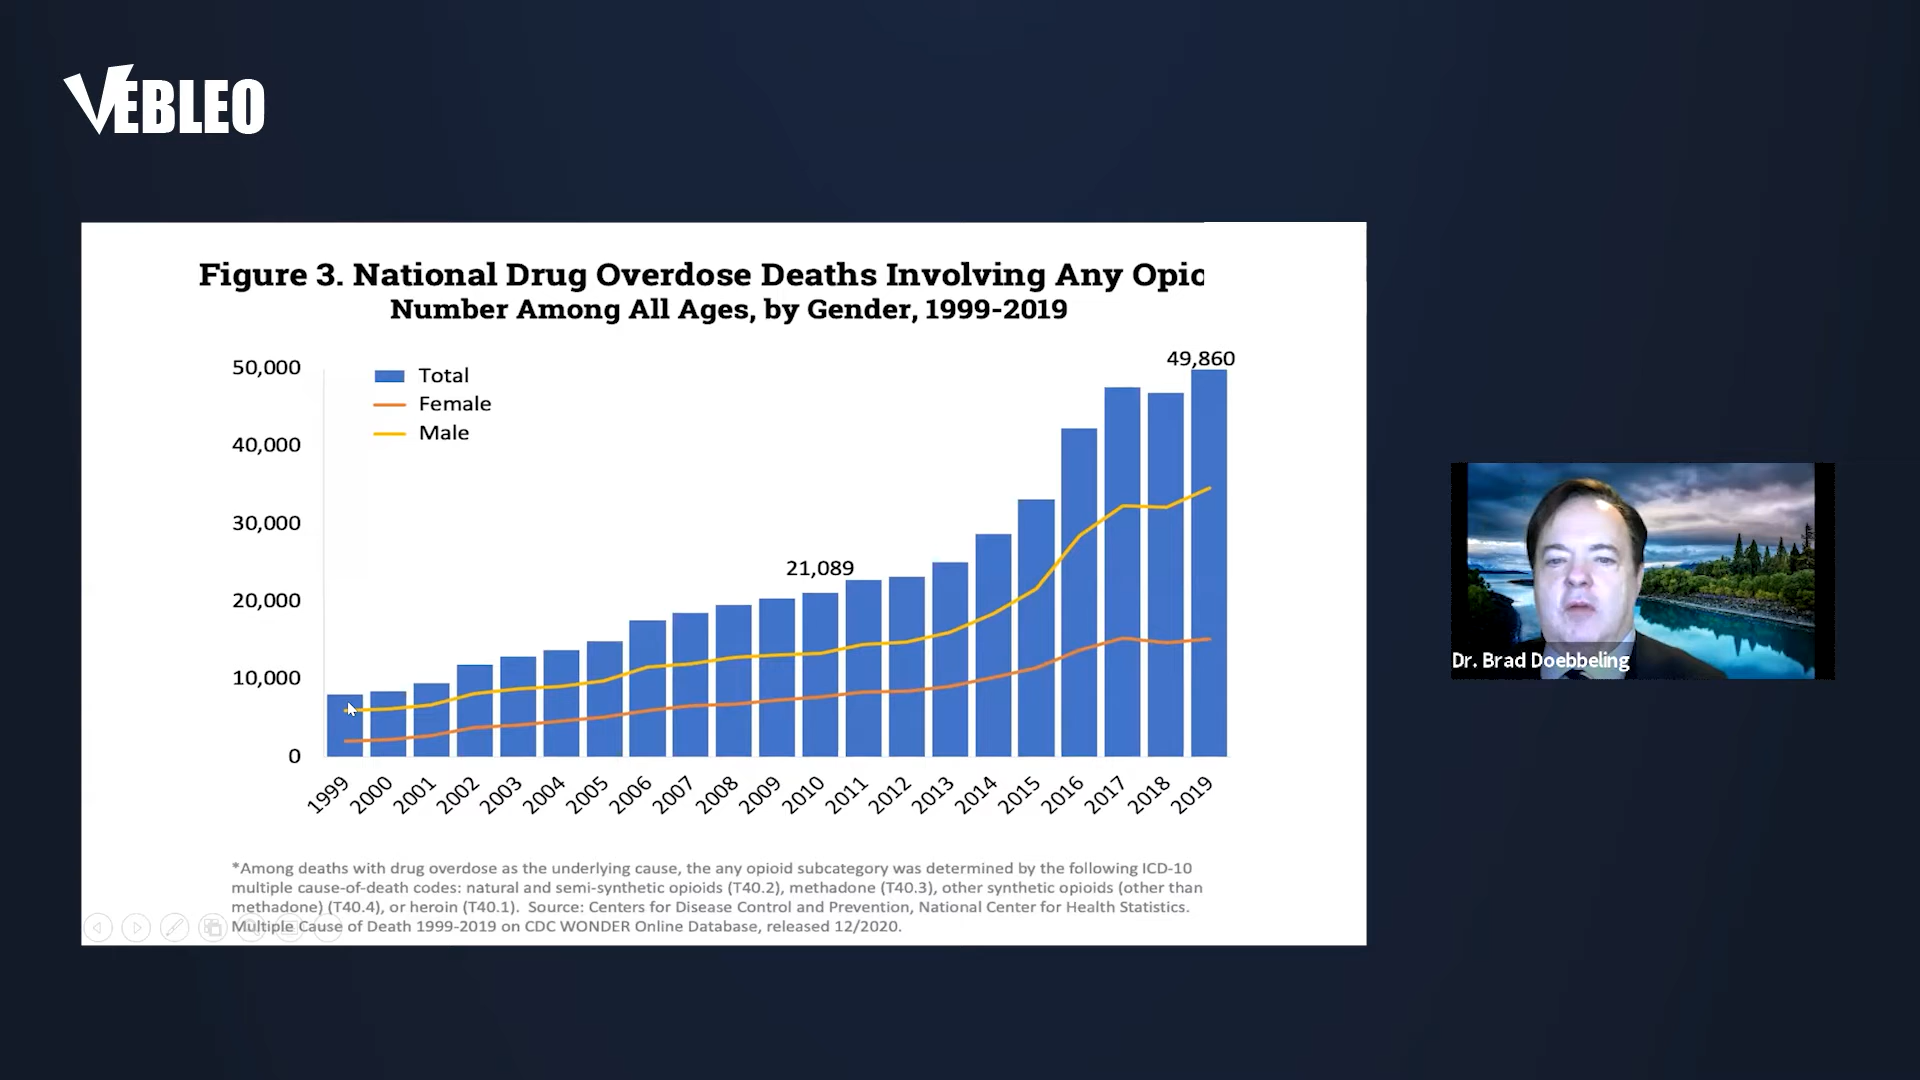 VEBLEO
Figure 3. National Drug Overdose Deaths Involving Any Opio
Number Among All Ages, by Gender, 1999-2019
50,000
40,000
30,000
20,000
10,000
0
Total
Female
Male
21,089
49,860
1999
2000
2001
2002
2003
2004
2005
2006
2007
2008
2009
2010
2011
2012
2013
2014
2015
2016
2017
2018
2019
*Among deaths with drug overdose as the underlying cause, the any opioid subcategory was determined by the following ICD-10
multiple cause-of-death codes: natural and semi-synthetic opioids (T40.2), methadone (T40.3), other synthetic opioids (other than
methadone) (T40.4), or heroin (T40.1).  Source: Centers for Disease Control and Prevention, National Center for Health Statistics.
Multiple Cause of Death 1999-2019 on CDC WONDER Online Database, released 12/2020.
Dr. Brad Doebbeling